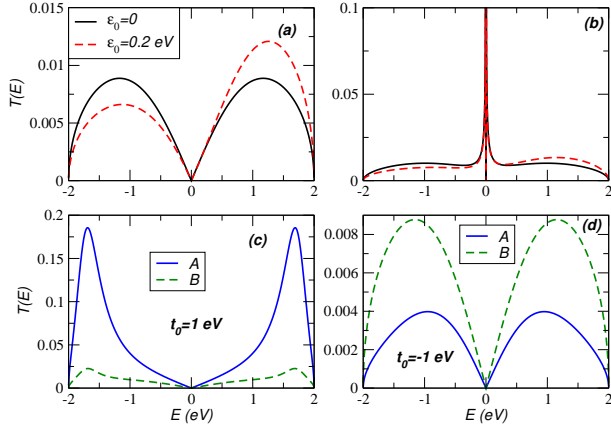 0.015
ε₀=0
ε₀=0.2 eV
(a)
0.01
T(E)
0.005
0
-2 -1 0 1 2
0.1
(b)
0.05
0
-2 -1 0 1 2
0.2
(c)
A
B
0.15
T(E)
0.1
t₀=1 eV
0.05
0
-2 -1 0 1 2
E (eV)
(d)
A
B
0.008
0.006
0.004
t₀=-1 eV
0.002
0
-2 -1 0 1 2
E (eV)